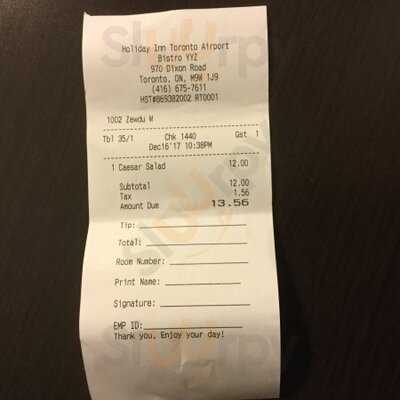 Holiday Inn Toronto Airport
Bistro YYZ
970 Dixon Road
Toronto, ON, M9W 1J9
(416) 675-7611
HST#865382002 RT0001
1002 Zewdu W
Tbl 35/1 Chk 1440 Gst 1
Dec16'17 10:38PM
1 Caesar Salad 12.00
Subtotal 12.00
Tax 1.56
Amount Due 13.56
Tip:
Total:
Room Number:
Print Name:
Signature:
EMP ID:
Thank you, Enjoy your day!